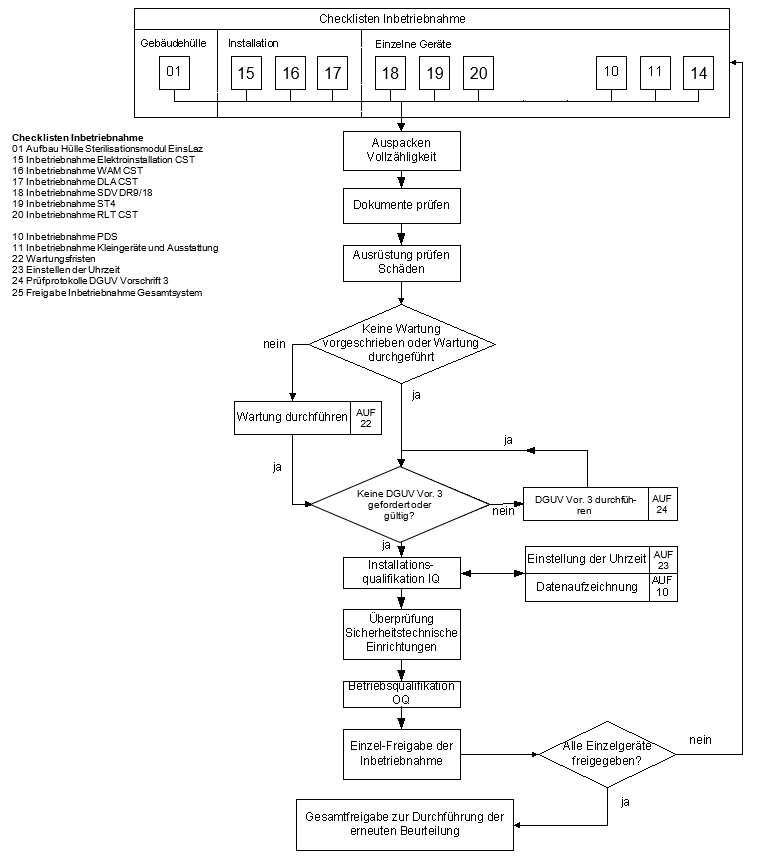 Checklisten Inbetriebnahme
Gebäudehülle
Installation
Einzelne Geräte
01
15
16
17
18
19
20
10
11
14
Checklisten Inbetriebnahme
01 Aufbau Hülle Sterilisationsmodul EinsLaz
15 Inbetriebnahme Elektroinstallation CST
16 Inbetriebnahme WAM CST
17 Inbetriebnahme DLA CST
18 Inbetriebnahme SDV DR9/18
19 Inbetriebnahme ST4
20 Inbetriebnahme RLT CST
10 Inbetriebnahme PDS
11 Inbetriebnahme Kleingeräte und Ausstattung
22 Wartungsfristen
23 Einstellen der Uhrzeit
24 Prüfprotokolle DGUV Vorschrift 3
25 Freigabe Inbetriebnahme Gesamtsystem
Auspacken
Vollzähligkeit
Dokumente prüfen
Ausrüstung prüfen
Schäden
Keine Wartung
vorgeschrieben oder Wartung
durchgeführt
nein
ja
Wartung durchführen
AUF
22
ja
ja
Keine DGUV Vor. 3
gefordert oder
gültig?
nein
DGUV Vor. 3 durchfüh-
ren
AUF
24
ja
Installations-
qualifikation IQ
Einstellung der Uhrzeit
AUF
23
Datenaufzeichnung
AUF
10
Überprüfung
Sicherheitstechnische
Einrichtungen
Betriebsqualifikation
OQ
Einzel-Freigabe der
Inbetriebnahme
Alle Einzelgeräte
freigegeben?
nein
ja
Gesamtfreigabe zur Durchführung der
erneuten Beurteilung